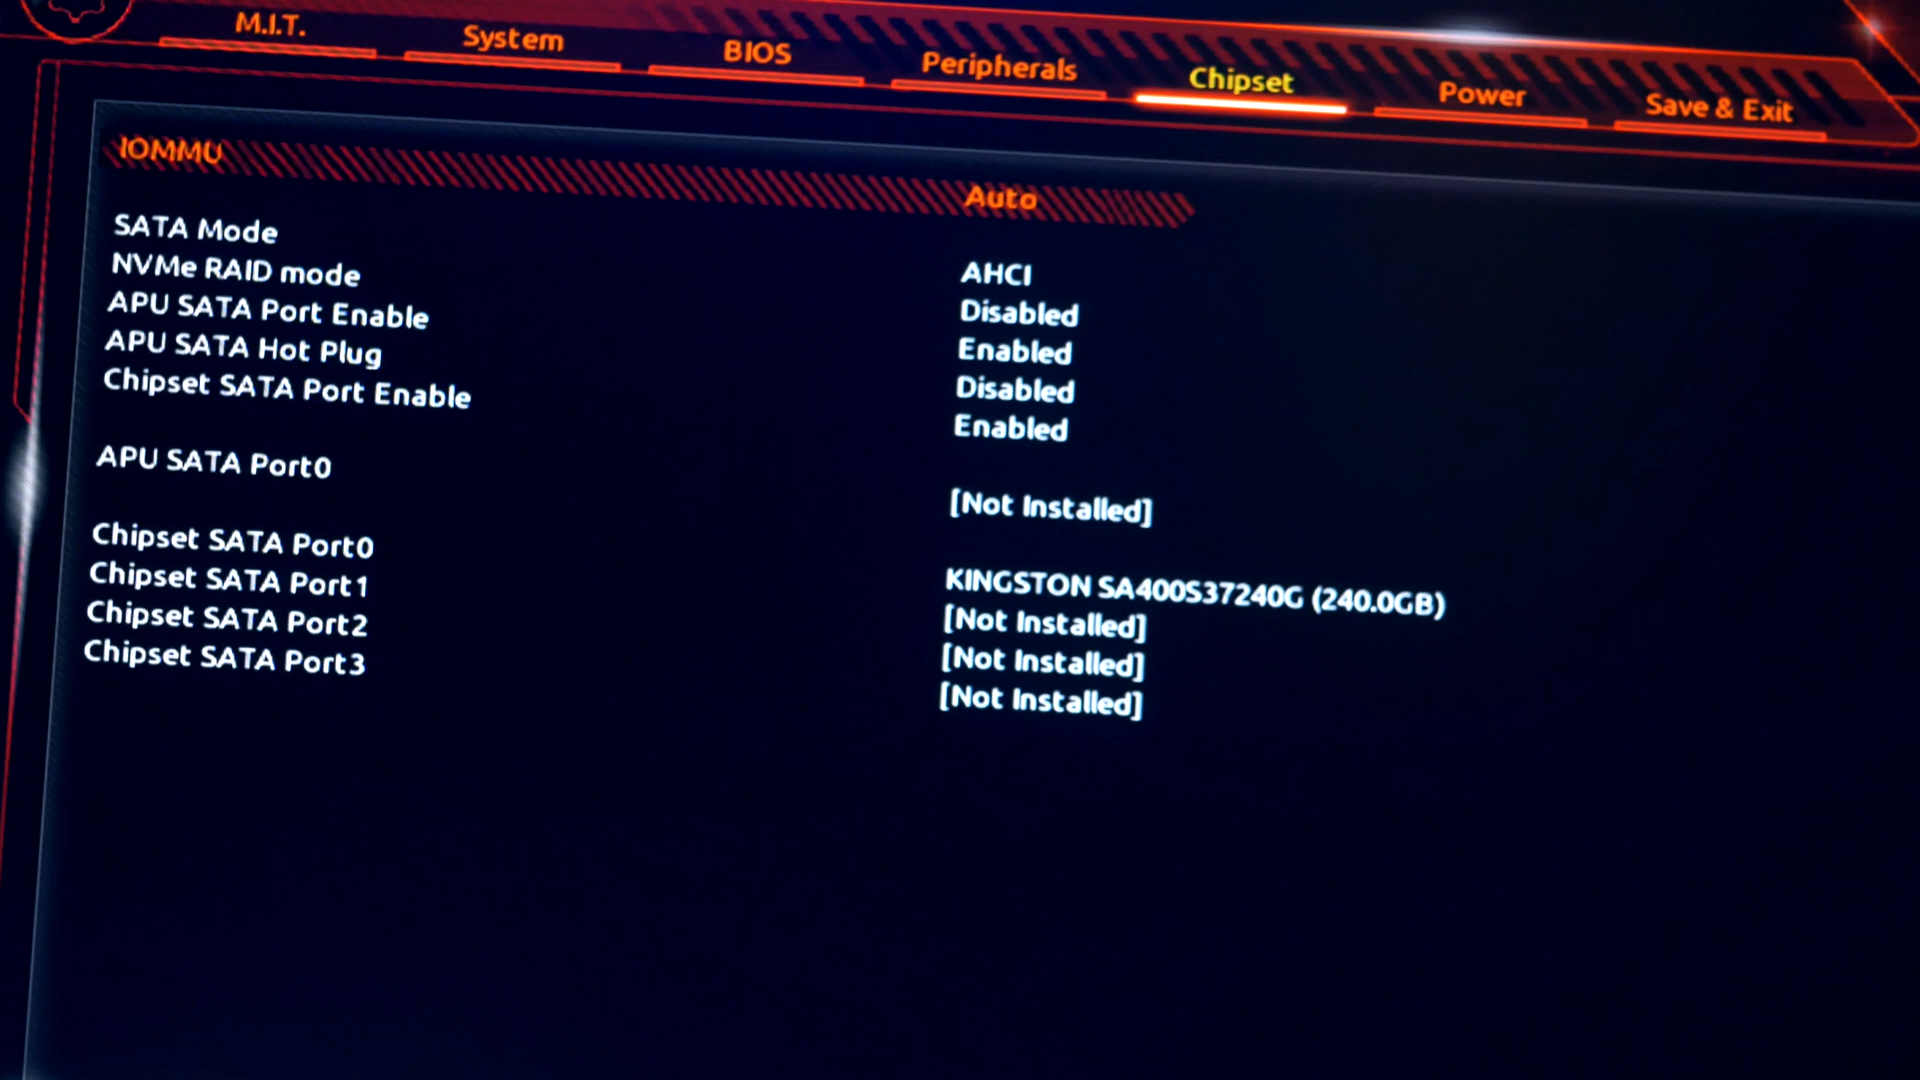 M.I.T. System BIOS Peripherals Chipset Power Save & Exit
IOMMU Auto
SATA Mode AHCI
NVMe RAID mode Disabled
APU SATA Port Enable Enabled
APU SATA Hot Plug Disabled
Chipset SATA Port Enable Enabled
APU SATA Port0 [Not Installed]
Chipset SATA Port0 KINGSTON SA400S37240G (240.0GB)
Chipset SATA Port1 [Not Installed]
Chipset SATA Port2 [Not Installed]
Chipset SATA Port3 [Not Installed]